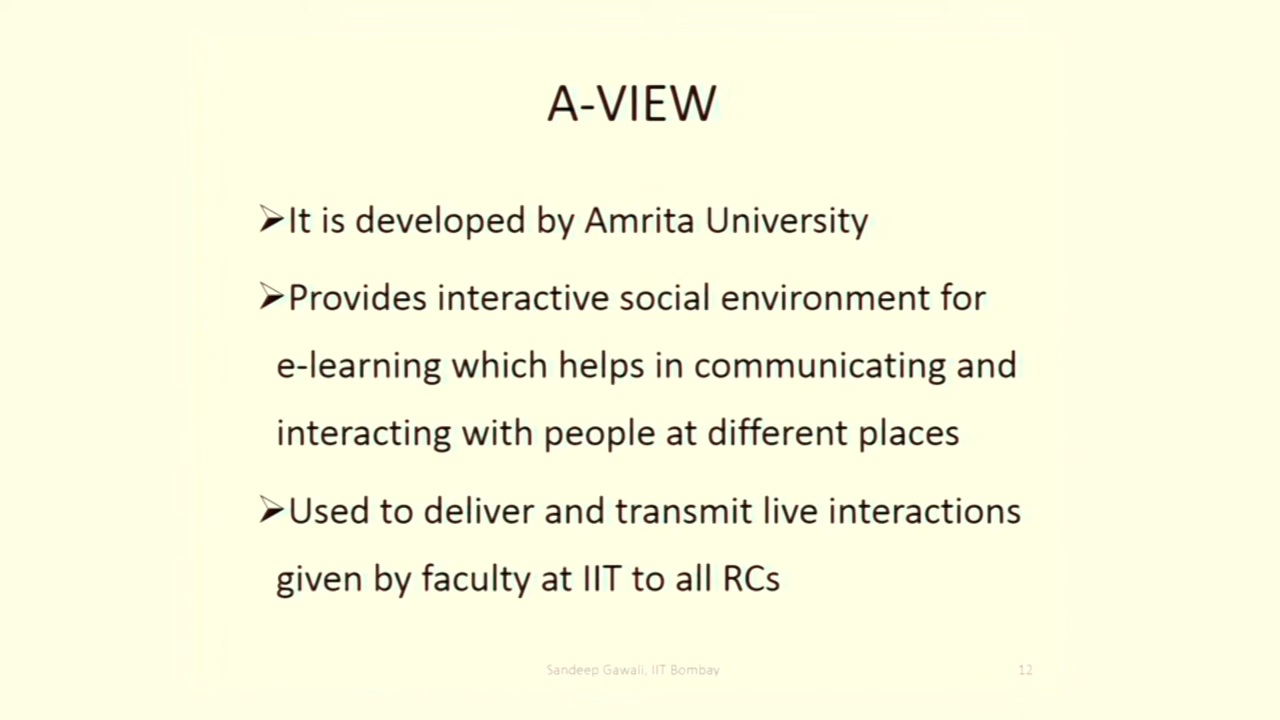 A-VIEW
➢It is developed by Amrita University
➢Provides interactive social environment for
e-learning which helps in communicating and
interacting with people at different places
➢Used to deliver and transmit live interactions
given by faculty at IIT to all RCs
Sandeep Gawali, IIT Bombay
12